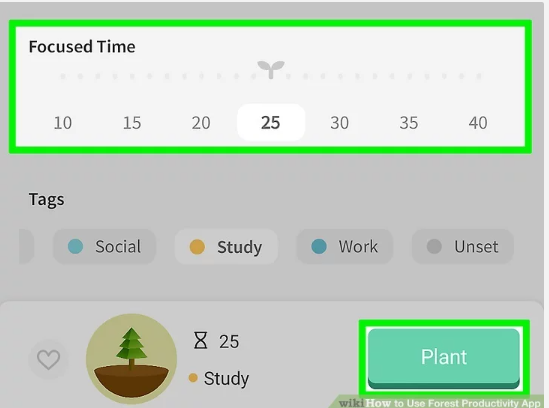 Focused Time
10 15 20 25 30 35 40
Tags
Social Study Work Unset
25
Study
Plant
wikiHow to Use Forest Productivity App